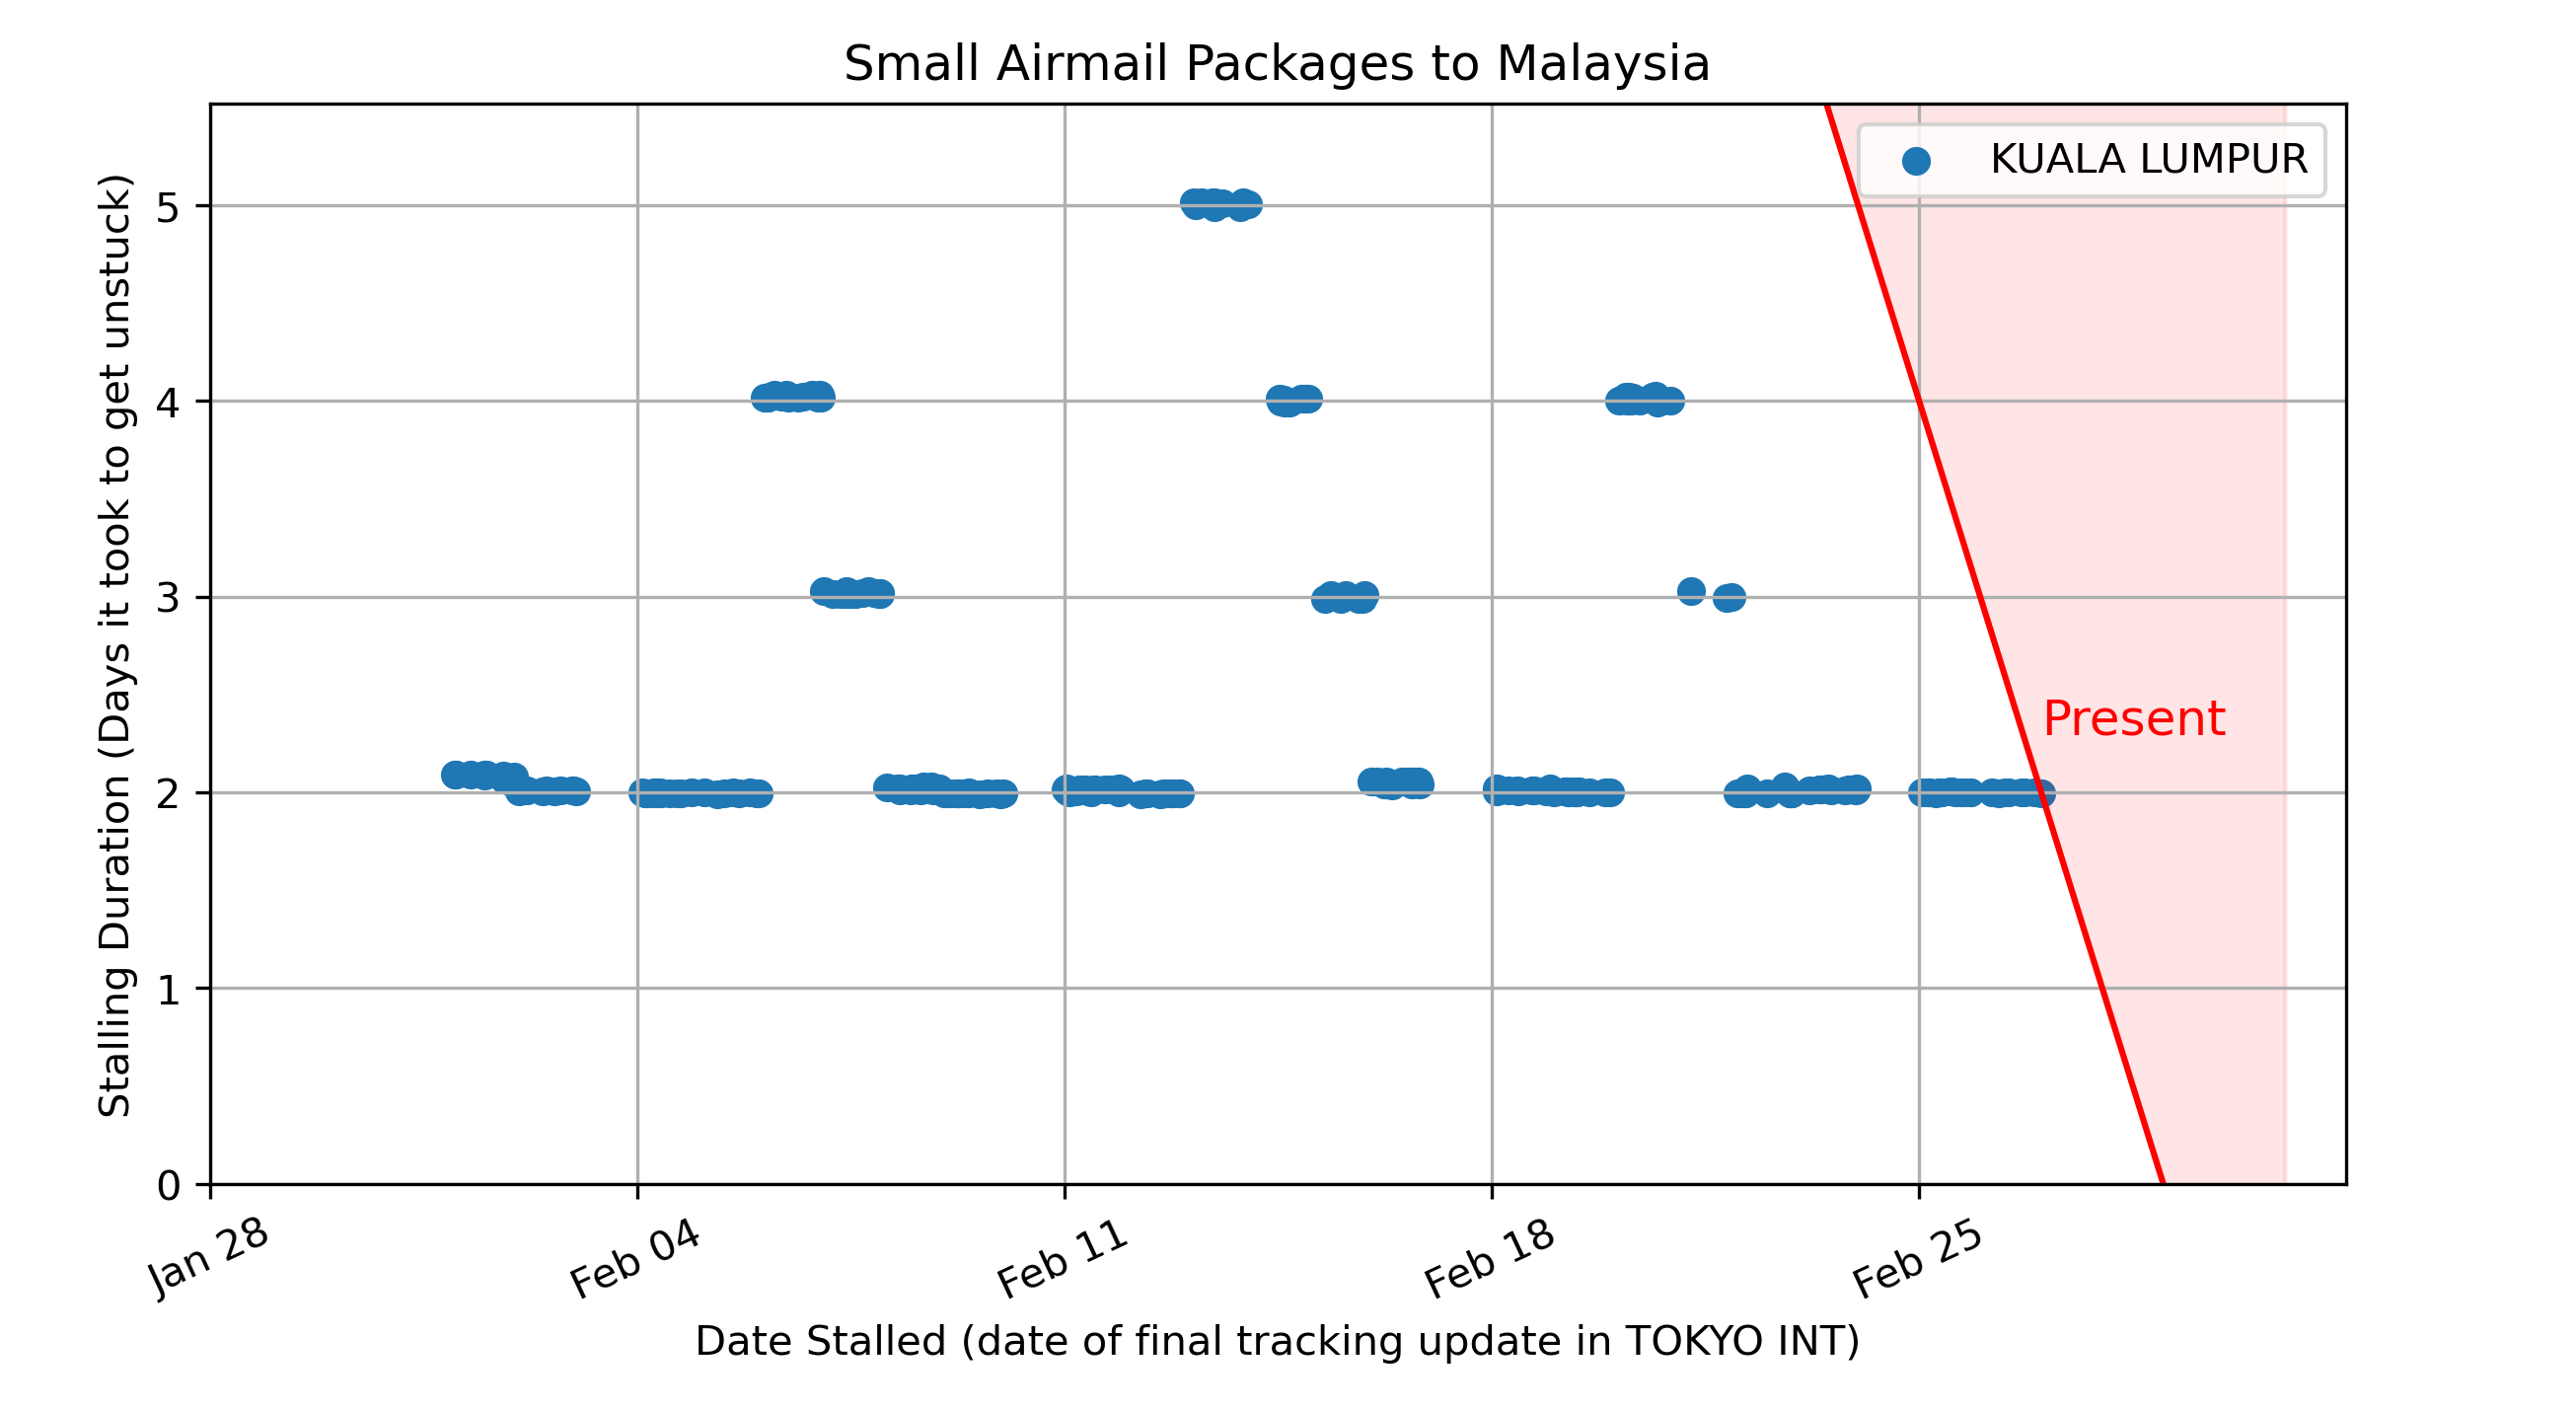 Small Airmail Packages to Malaysia
KUALA LUMPUR
Stalling Duration (Days it took to get unstuck)
5
4
3
2
1
0
Present
Jan 28
Feb 04
Feb 11
Feb 18
Feb 25
Date Stalled (date of final tracking update in TOKYO INT)